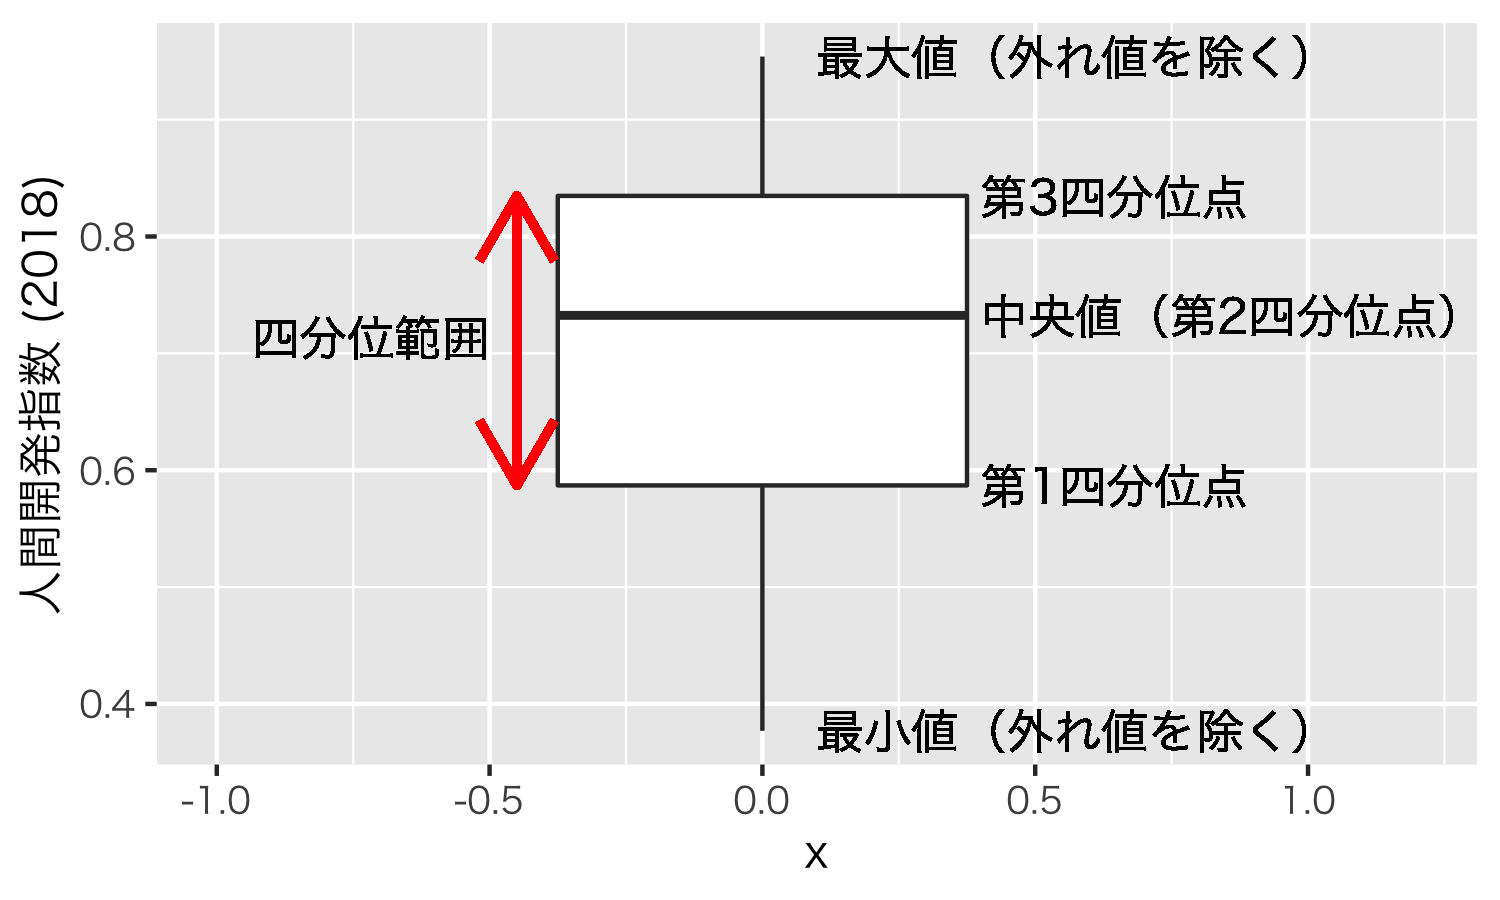 最大値（外れ値を除く）
第3四分位点
中央値（第2四分位点）
四分位範囲
第1四分位点
最小値（外れ値を除く）
人間開発指数 (2018)
0.8
0.6
0.4
-1.0
-0.5
0.0
0.5
1.0
x